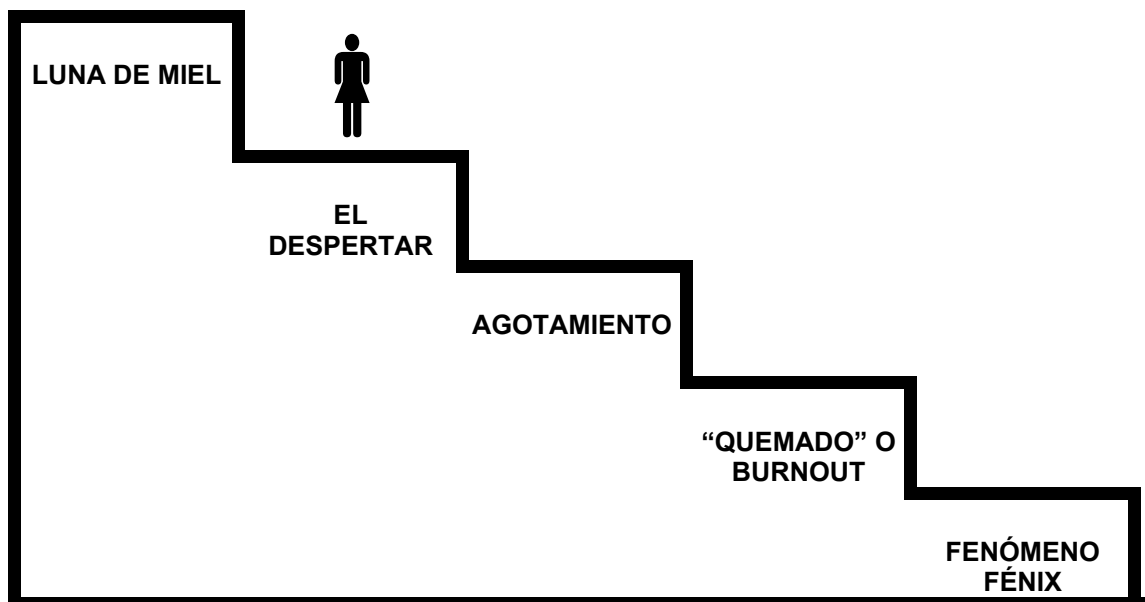 LUNA DE MIEL
EL
DESPERTAR
AGOTAMIENTO
“QUEMADO” O
BURNOUT
FENÓMENO
FÉNIX